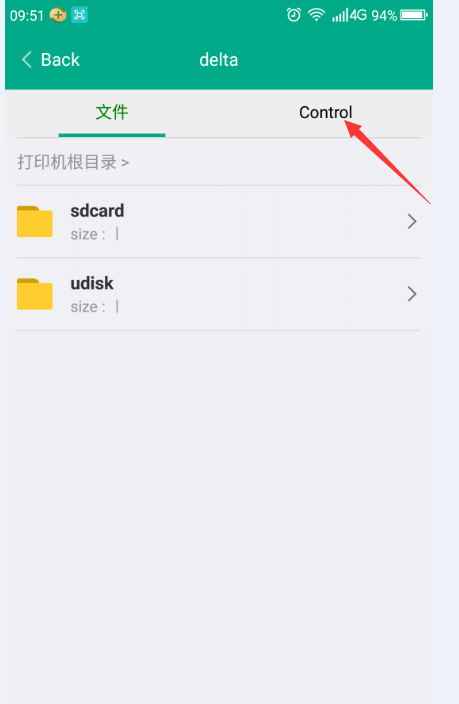 09:51 4G 94%
Back delta
文件 Control
打印机根目录 >
sdcard
size : |
udisk
size : |